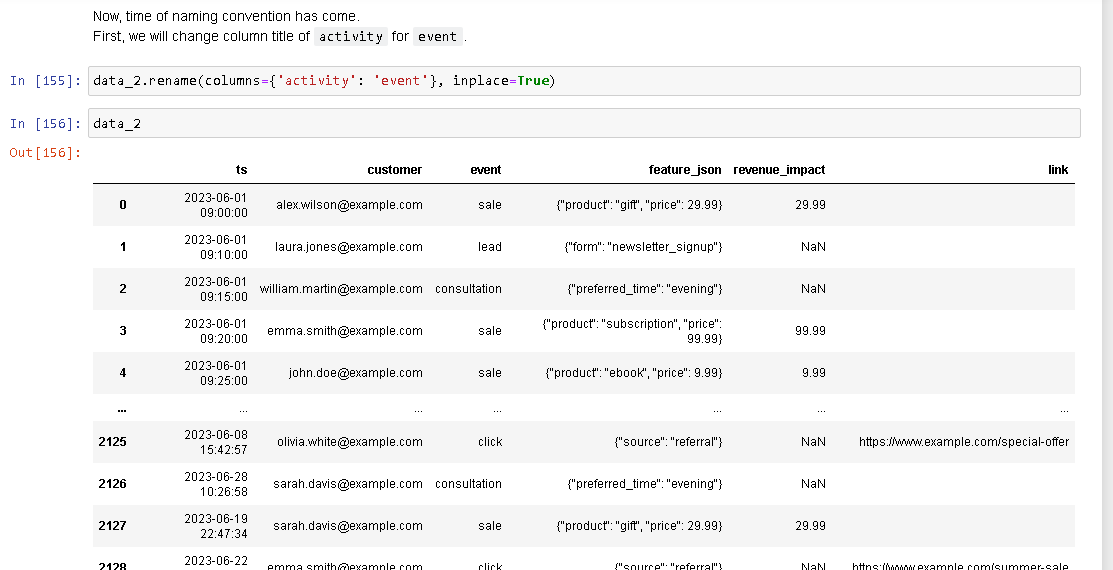 Now, time of naming convention has come.
First, we will change column title of activity for event .
In [155]: data_2.rename(columns={'activity': 'event'}, inplace=True)
In [156]: data_2
Out[156]:
ts customer event feature_json revenue_impact link
0 2023-06-01 09:00:00 alex.wilson@example.com sale {"product": "gift", "price": 29.99} 29.99
1 2023-06-01 09:10:00 laura.jones@example.com lead {"form": "newsletter_signup"} NaN
2 2023-06-01 09:15:00 william.martin@example.com consultation {"preferred_time": "evening"} NaN
3 2023-06-01 09:20:00 emma.smith@example.com sale {"product": "subscription", "price": 99.99} 99.99
4 2023-06-01 09:25:00 john.doe@example.com sale {"product": "ebook", "price": 9.99} 9.99
... ... ... ... ... ... ...
2125 2023-06-08 15:42:57 olivia.white@example.com click {"source": "referral"} NaN https://www.example.com/special-offer
2126 2023-06-28 10:26:58 sarah.davis@example.com consultation {"preferred_time": "evening"} NaN
2127 2023-06-19 22:47:34 sarah.davis@example.com sale {"product": "gift", "price": 29.99} 29.99
2128 2023-06-22 emma.smith@example.com click {"source": "referral"} NaN https://www.example.com/summer-sale